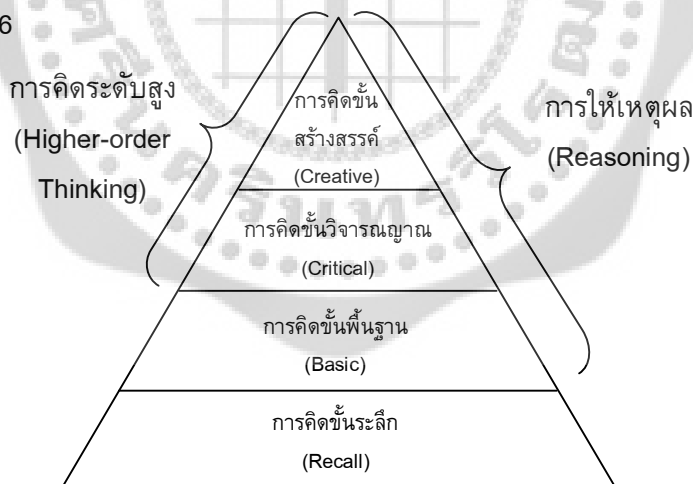 6
การคิดระดับสูง
(Higher-order
Thinking)
การให้เหตุผล
(Reasoning)
การคิดขั้น
สร้างสรรค์
(Creative)
การคิดขั้นวิจารณญาณ
(Critical)
การคิดขั้นพื้นฐาน
(Basic)
การคิดขั้นระลึก
(Recall)